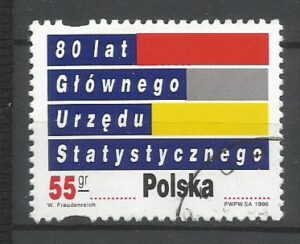 80 lat
Głównego
Urzędu
Statystycznego
55 gr Polska
W. Freudenreich PWPW SA 1998